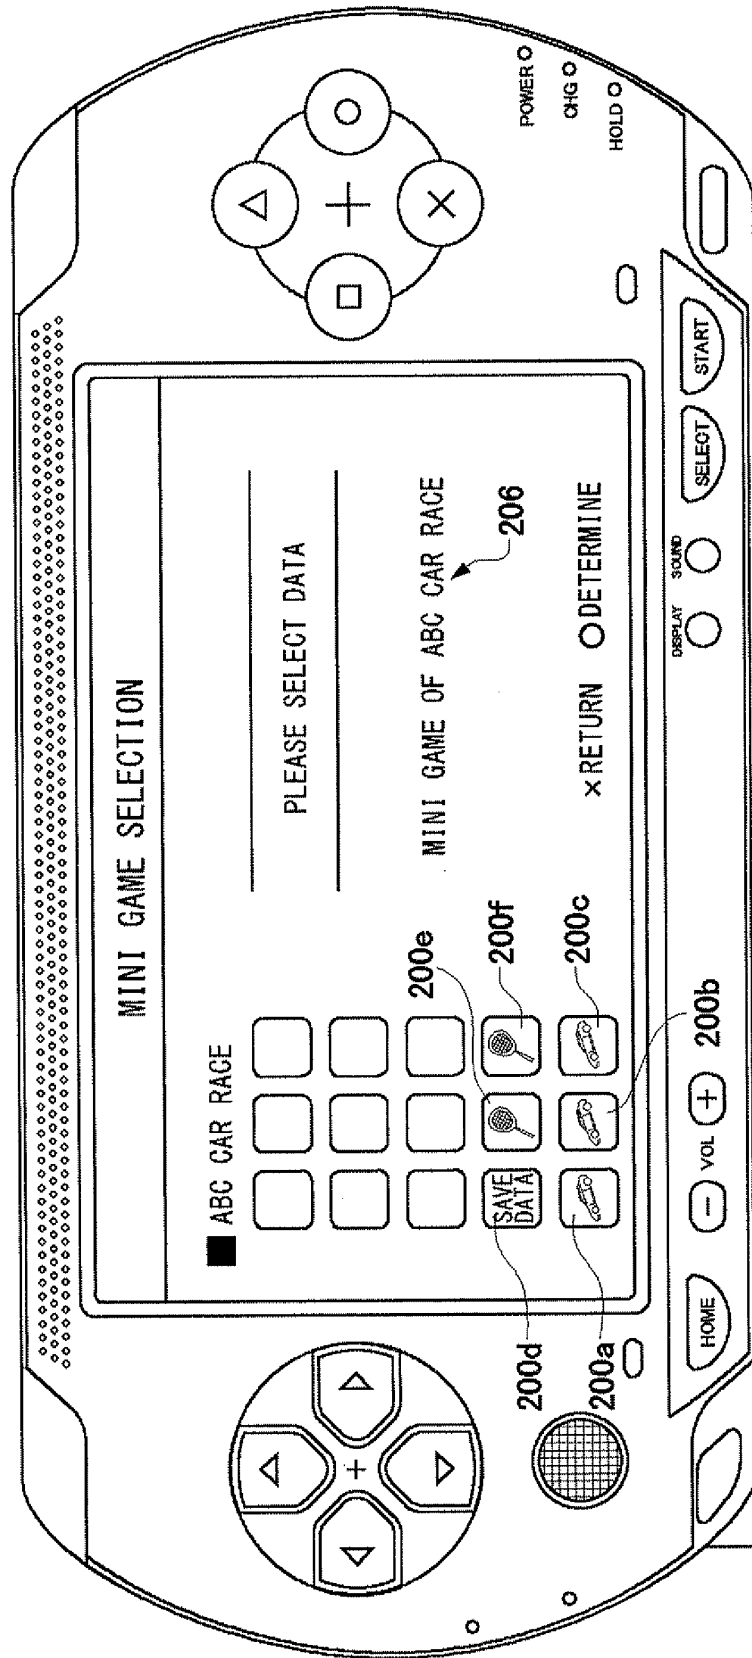 MINI GAME SELECTION
ABC CAR RACE
PLEASE SELECT DATA
MINI GAME OF ABC CAR RACE
206
200e
200f
SAVE
DATA
×RETURN ○DETERMINE
200d
200c
200a
200b
POWER
CHG
HOLD
HOME
− VOL +
DISPLAY
SOUND
SELECT
START